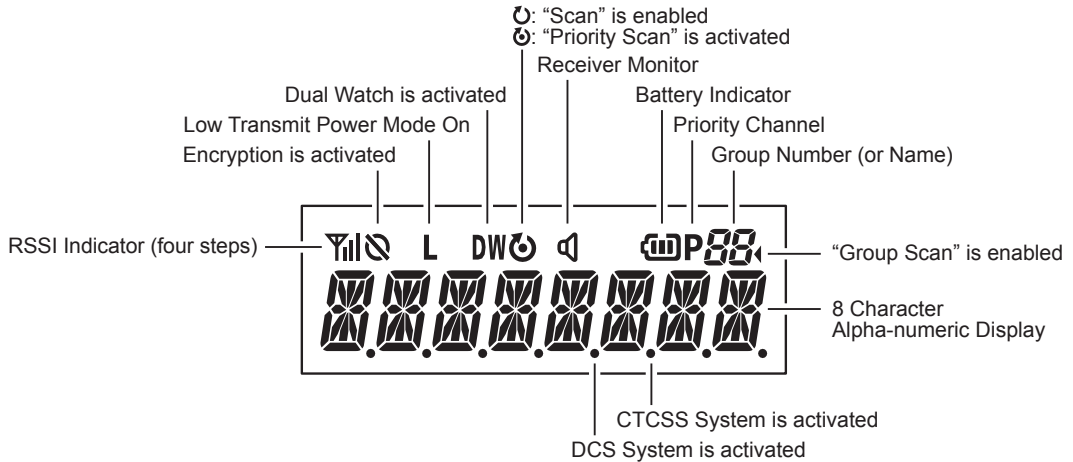 : “Scan” is enabled
: “Priority Scan” is activated
Receiver Monitor
Dual Watch is activated
Battery Indicator
Low Transmit Power Mode On
Priority Channel
Encryption is activated
Group Number (or Name)
RSSI Indicator (four steps)
L DW P 88
“Group Scan” is enabled
8 Character
Alpha-numeric Display
CTCSS System is activated
DCS System is activated